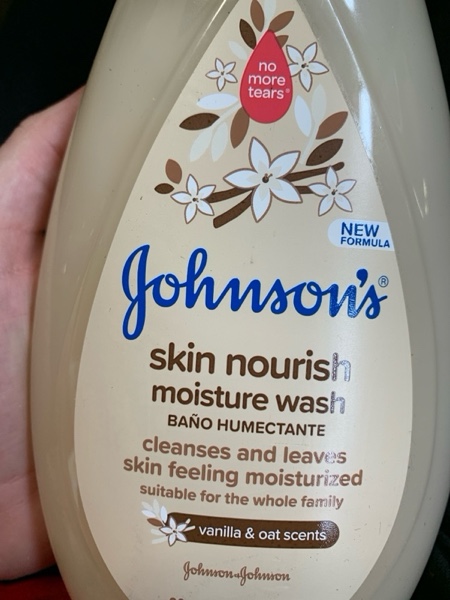 no
more
tears®
NEW
FORMULA
Johnson's®
skin nourish
moisture wash
BAÑO HUMECTANTE
cleanses and leaves
skin feeling moisturized
suitable for the whole family
vanilla & oat scents
Johnson & Johnson